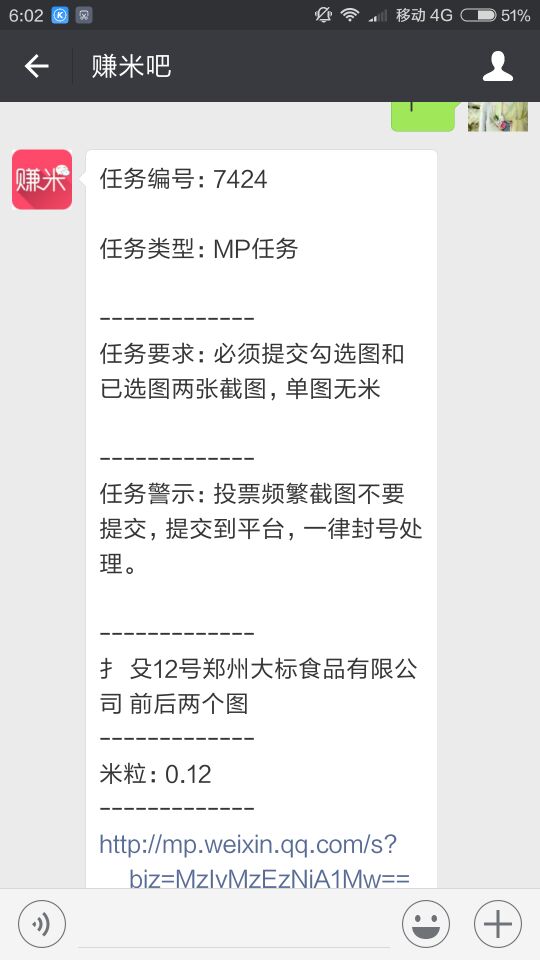 6:02
移动 4G
51%
赚米吧
赚米
任务编号: 7424
任务类型: MP任务
-------------
任务要求: 必须提交勾选图和
已选图两张截图, 单图无米
-------------
任务警示: 投票频繁截图不要
提交, 提交到平台, 一律封号处
理。
-------------
扌 殳12号郑州大标食品有限公
司 前后两个图
-------------
米粒: 0.12
-------------
http://mp.weixin.qq.com/s?
__biz=MzIyMzEzNjA1Mw==